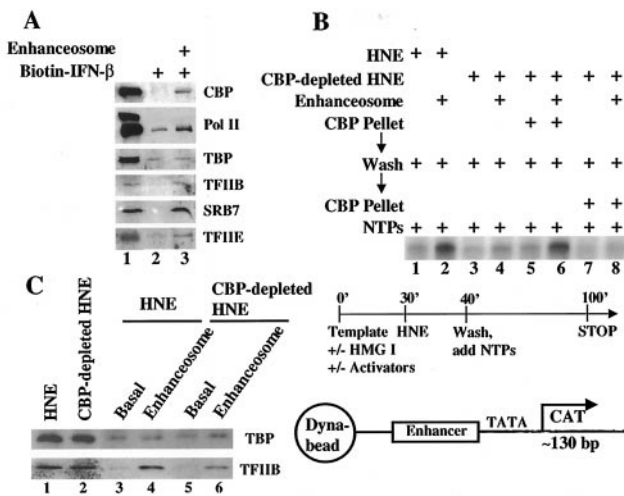 A
Enhanceosome +
Biotin-IFN-β + +
CBP
Pol II
TBP
TFIIB
SRB7
TFIIE
1 2 3
B
HNE + +
CBP-depleted HNE + + + + + +
Enhanceosome + + + +
CBP Pellet + +
Wash + + + + + + + +
CBP Pellet + +
NTPs + + + + + + + +
1 2 3 4 5 6 7 8
0' 30' 40' 100'
Template HNE Wash, STOP
+/- HMG I add NTPs
+/- Activators
Dyna-
bead
Enhancer
TATA
CAT
~130 bp
C
CBP-depleted
HNE HNE
HNE
CBP-depleted HNE
Basal
Enhanceosome
Basal
Enhanceosome
TBP
TFIIB
1 2 3 4 5 6